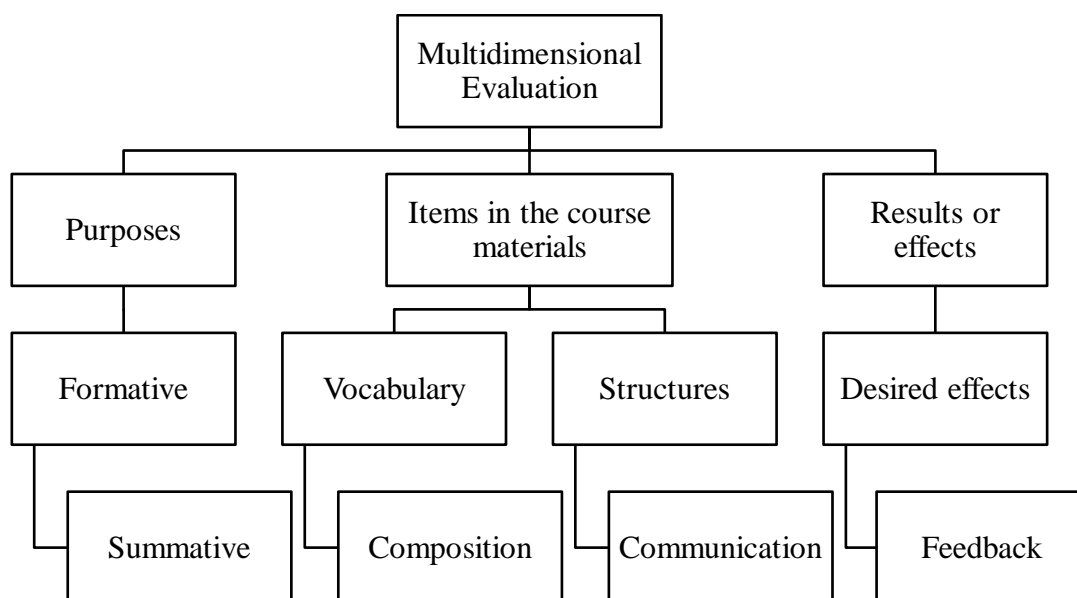 Multidimensional
Evaluation
Purposes
Items in the course
materials
Results or
effects
Formative
Vocabulary
Structures
Desired effects
Summative
Composition
Communication
Feedback